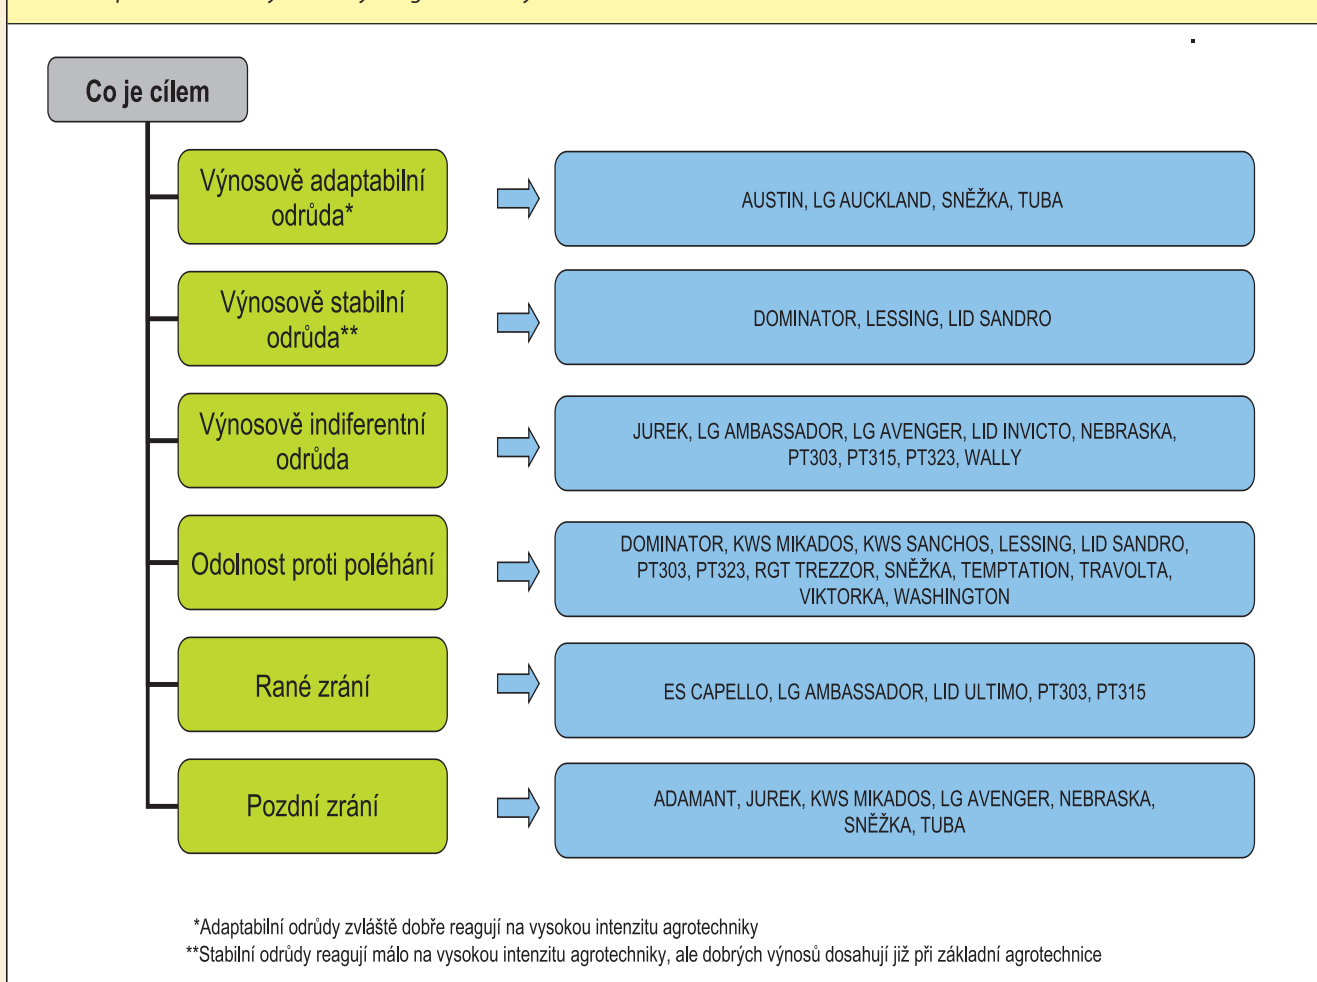 Co je cílem
Výnosově adaptabilní
odrůda*
AUSTIN, LG AUCKLAND, SNĚŽKA, TUBA
Výnosově stabilní
odrůda**
DOMINATOR, LESSING, LID SANDRO
Výnosově indiferentní
odrůda
JUREK, LG AMBASSADOR, LG AVENGER, LID INVICTO, NEBRASKA,
PT303, PT315, PT323, WALLY
Odolnost proti poléhání
DOMINATOR, KWS MIKADOS, KWS SANCHOS, LESSING, LID SANDRO,
PT303, PT323, RGT TREZZOR, SNĚŽKA, TEMPTATION, TRAVOLTA,
VIKTORKA, WASHINGTON
Rané zrání
ES CAPELLO, LG AMBASSADOR, LID ULTIMO, PT303, PT315
Pozdní zrání
ADAMANT, JUREK, KWS MIKADOS, LG AVENGER, NEBRASKA,
SNĚŽKA, TUBA
*Adaptabilní odrůdy zvláště dobře reagují na vysokou intenzitu agrotechniky
**Stabilní odrůdy reagují málo na vysokou intenzitu agrotechniky, ale dobrých výnosů dosahují již při základní agrotechnice